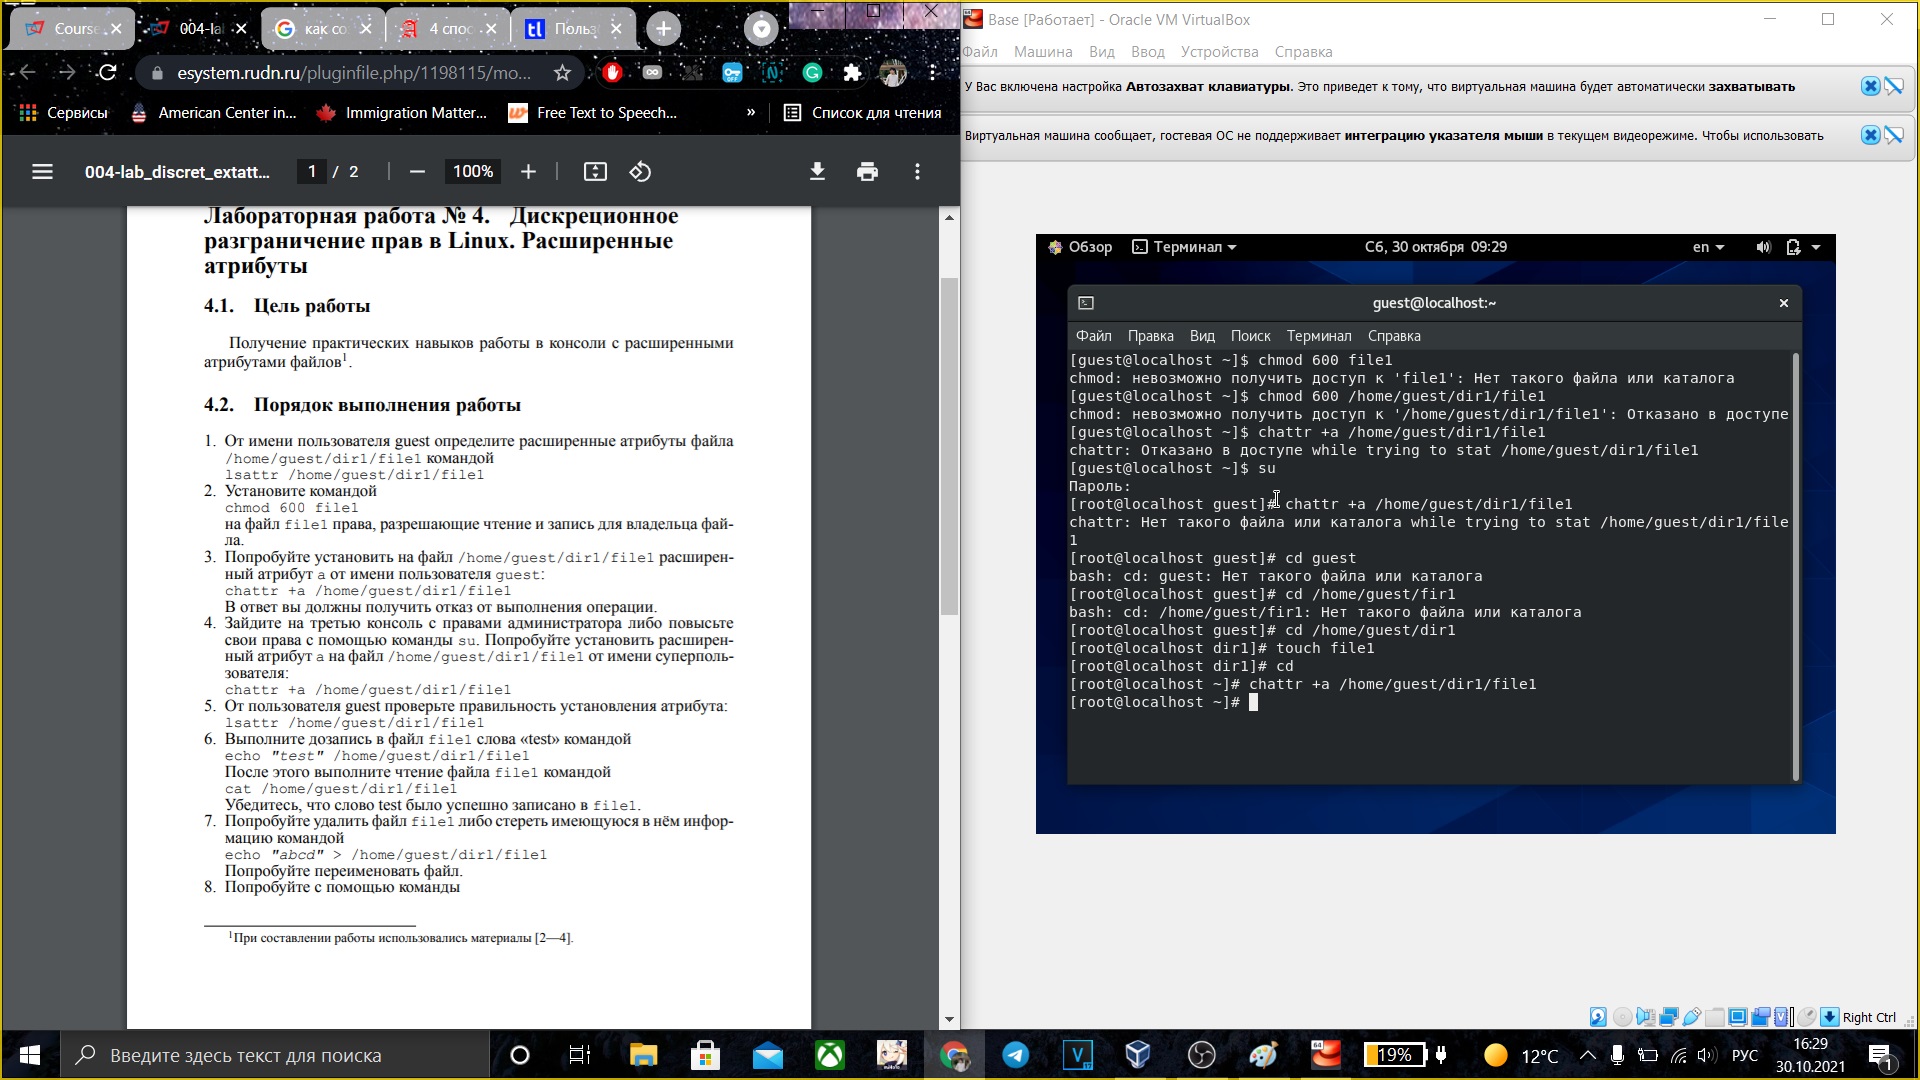 Course
004-la
как со
4 спос
Польз
esystem.rudn.ru/pluginfile.php/1198115/mo...
Сервисы
American Center in...
Immigration Matter...
Free Text to Speech...
»
Список для чтения
004-lab_discret_extatt...
1 / 2
100%
Лабораторная работа № 4. Дискреционное
разграничение прав в Linux. Расширенные
атрибуты
4.1. Цель работы
Получение практических навыков работы в консоли с расширенными
атрибутами файлов1.
4.2. Порядок выполнения работы
1. От имени пользователя guest определите расширенные атрибуты файла
/home/guest/dir1/file1 командой
lsattr /home/guest/dir1/file1
2. Установите командой
chmod 600 file1
на файл file1 права, разрешающие чтение и запись для владельца фай-
ла.
3. Попробуйте установить на файл /home/guest/dir1/file1 расширен-
ный атрибут a от имени пользователя guest:
chattr +a /home/guest/dir1/file1
В ответ вы должны получить отказ от выполнения операции.
4. Зайдите на третью консоль с правами администратора либо повысьте
свои права с помощью команды su. Попробуйте установить расширен-
ный атрибут a на файл /home/guest/dir1/file1 от имени суперполь-
зователя:
chattr +a /home/guest/dir1/file1
5. От пользователя guest проверьте правильность установления атрибута:
lsattr /home/guest/dir1/file1
6. Выполните дозапись в файл file1 слова «test» командой
echo "test" /home/guest/dir1/file1
После этого выполните чтение файла file1 командой
cat /home/guest/dir1/file1
Убедитесь, что слово test было успешно записано в file1.
7. Попробуйте удалить файл file1 либо стереть имеющуюся в нём инфор-
мацию командой
echo "abcd" > /home/guest/dirl/file1
Попробуйте переименовать файл.
8. Попробуйте с помощью команды
1При составлении работы использовались материалы [2—4].
Base [Работает] - Oracle VM VirtualBox
Файл Машина Вид Ввод Устройства Справка
У Вас включена настройка Автозахват клавиатуры. Это приведет к тому, что виртуальная машина будет автоматически захватывать
Виртуальная машина сообщает, гостевая ОС не поддерживает интеграцию указателя мыши в текущем видеорежиме. Чтобы использовать
Обзор Терминал Сб, 30 октября 09:29 en
guest@localhost:~
Файл Правка Вид Поиск Терминал Справка
[guest@localhost ~]$ chmod 600 file1
chmod: невозможно получить доступ к 'file1': Нет такого файла или каталога
[guest@localhost ~]$ chmod 600 /home/guest/dir1/file1
chmod: невозможно получить доступ к '/home/guest/dir1/file1': Отказано в доступе
[guest@localhost ~]$ chattr +a /home/guest/dir1/file1
chattr: Отказано в доступе while trying to stat /home/guest/dir1/file1
[guest@localhost ~]$ su
Пароль:
[root@localhost guest]# chattr +a /home/guest/dir1/file1
chattr: Нет такого файла или каталога while trying to stat /home/guest/dir1/file
1
[root@localhost guest]# cd guest
bash: cd: guest: Нет такого файла или каталога
[root@localhost guest]# cd /home/guest/fir1
bash: cd: /home/guest/fir1: Нет такого файла или каталога
[root@localhost guest]# cd /home/guest/dir1
[root@localhost dir1]# touch file1
[root@localhost dir1]# cd
[root@localhost ~]# chattr +a /home/guest/dir1/file1
[root@localhost ~]#
Right Ctrl
Введите здесь текст для поиска
19%
12°C
РУС
16:29
30.10.2021
1